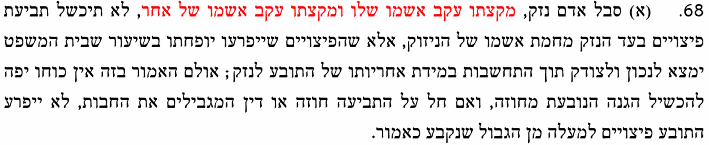 68. (א) סבל אדם נזק, מקצתו עקב אשמו שלו ומקצתו עקב אשמו של אחר, לא תיכשל תביעת
פיצויים בעד הנזק מחמת אשמו של הניזוק, אלא שהפיצויים שייפרעו יופחתו בשיעור שבית המשפט
ימצא לנכון ולצודק תוך התחשבות במידת אחריותו של התובע לנזק; אולם האמור בזה אין כוחו יפה
להכשיל הגנה הנובעת מחוזה, ואם חל על התביעה חוזה או דין המגבילים את החבות, לא ייפרע
התובע פיצויים למעלה מן הגבול שנקבע כאמור.